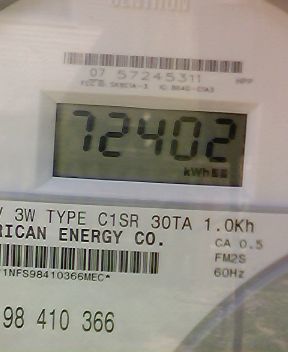 CENTRON
07 57245311
72402
kWh
V 3W TYPE C1SR 30TA 1.0Kh
RICAN ENERGY CO.
CA 0.5
FM2S
60Hz
1NFS98410366MEC*
98 410 366